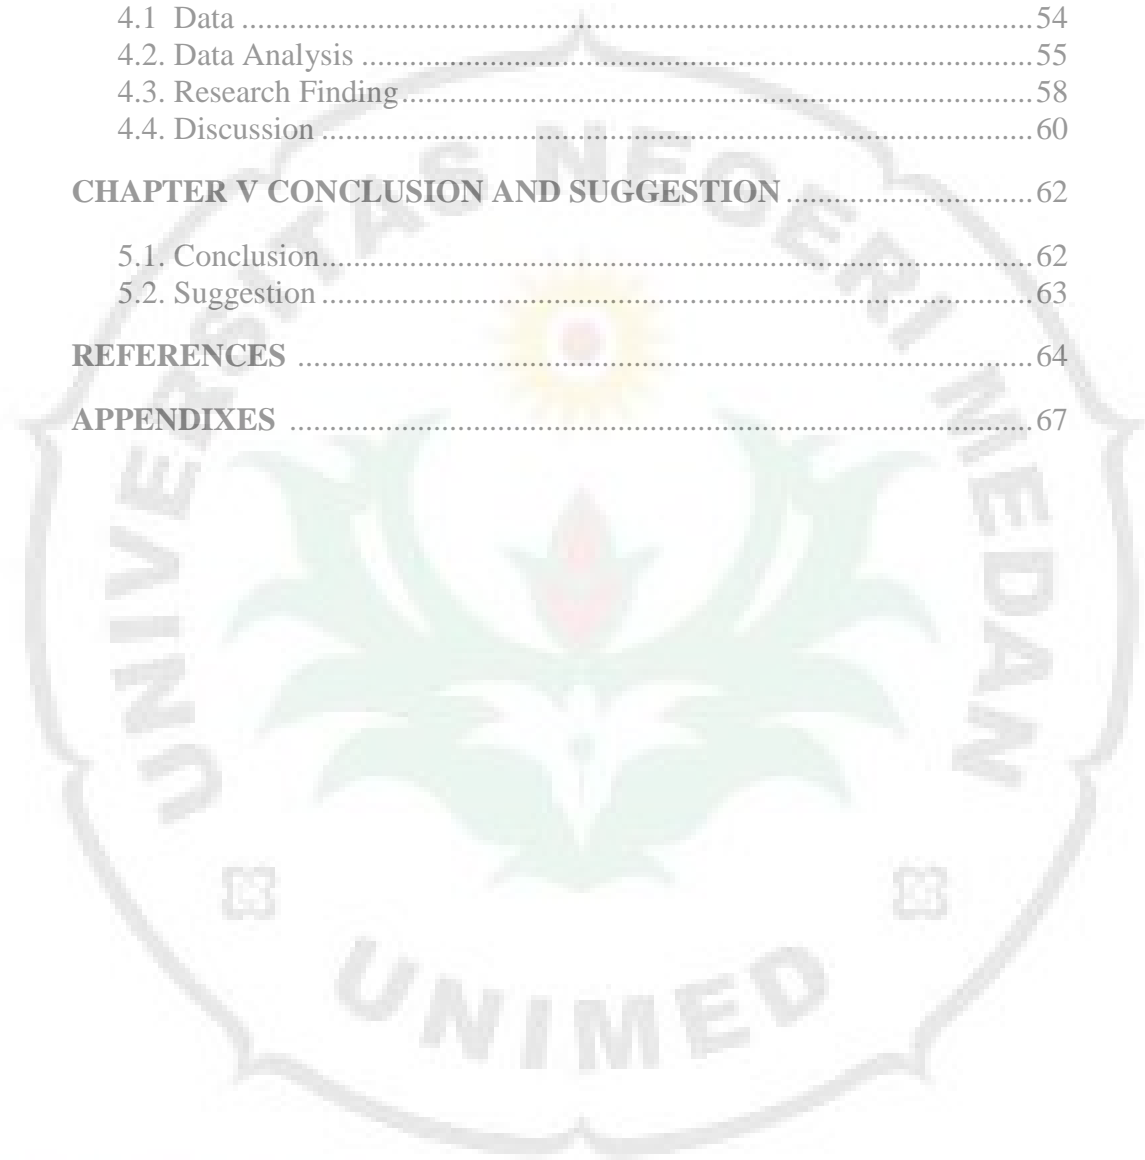 4.1  Data ........................................................................................................ 54
4.2. Data Analysis ........................................................................................ 55
4.3. Research Finding ................................................................................... 58
4.4. Discussion ............................................................................................. 60
CHAPTER V CONCLUSION AND SUGGESTION ............................... 62
5.1. Conclusion ............................................................................................. 62
5.2. Suggestion ............................................................................................. 63
REFERENCES ............................................................................................ 64
APPENDIXES ............................................................................................. 67
UNIVERSITAS NEGERI MEDAN
UNIMED